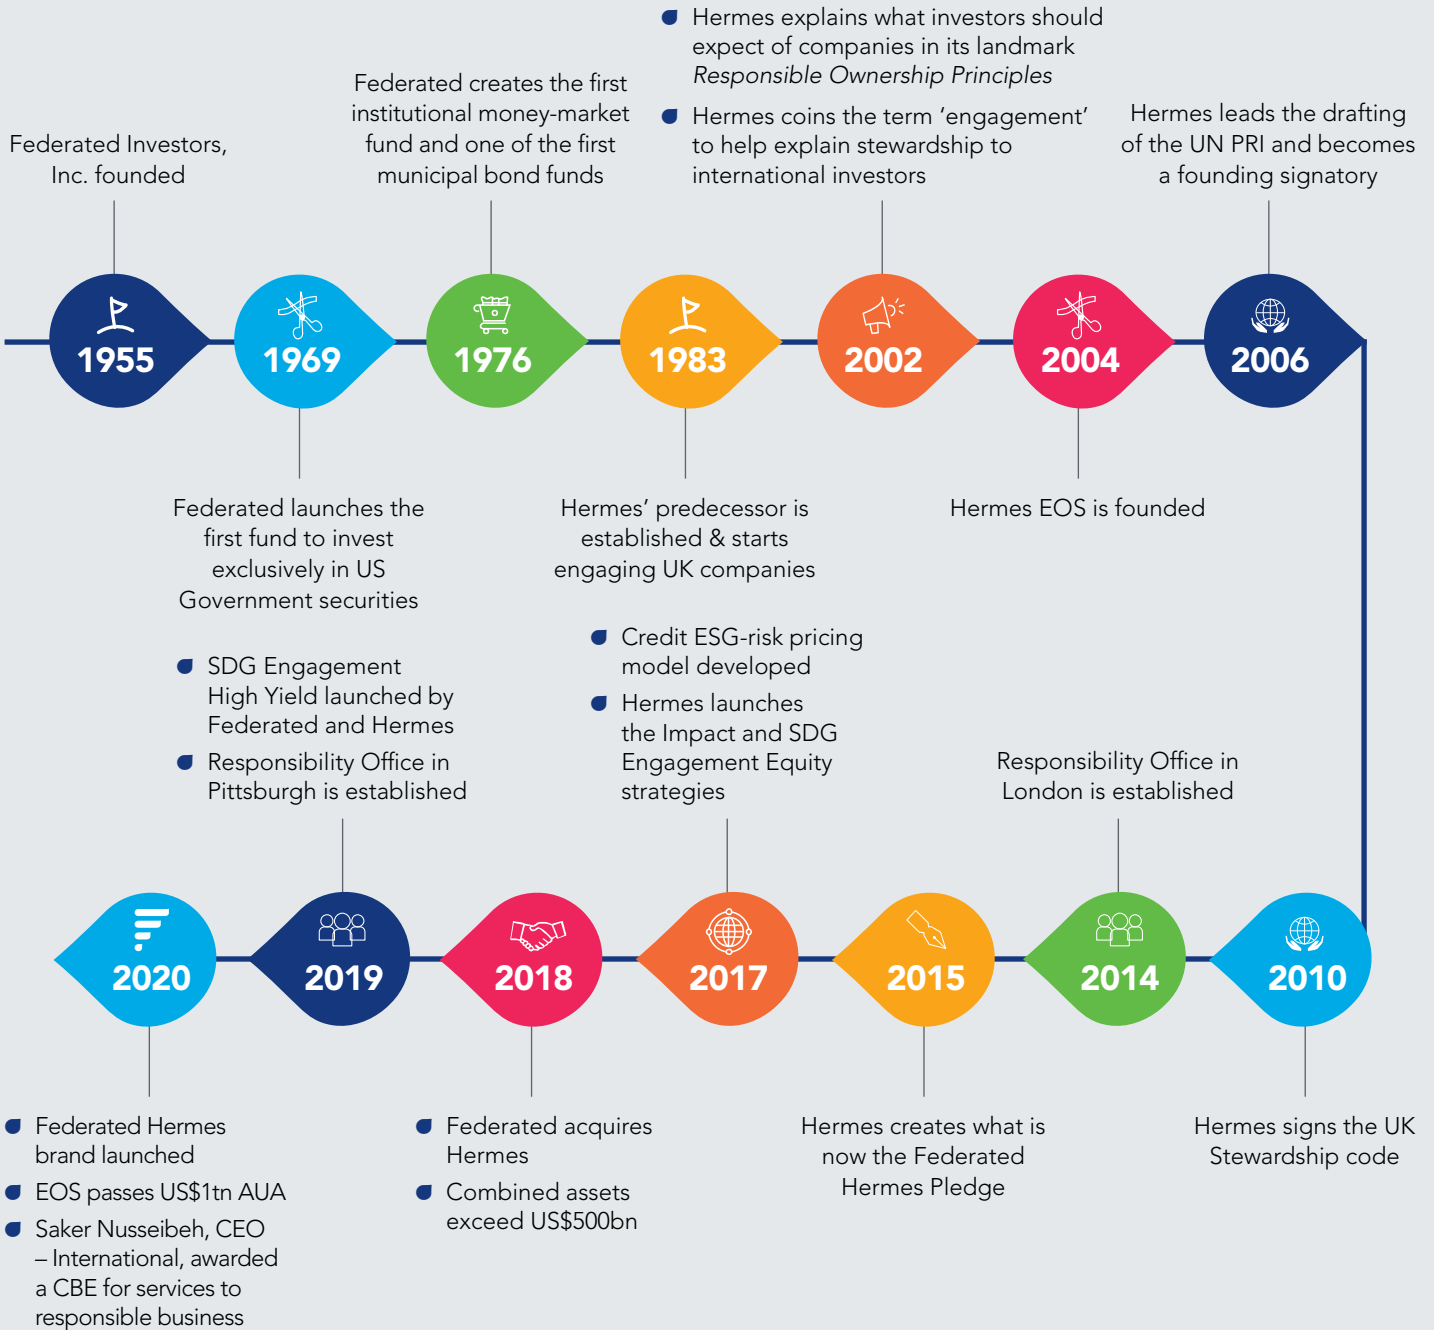 Federated Investors,
Inc. founded
1955
Federated launches the
first fund to invest
exclusively in US
Government securities
1969
Federated creates the first
institutional money-market
fund and one of the first
municipal bond funds
1976
Hermes’ predecessor is
established & starts
engaging UK companies
1983
Hermes explains what investors should
expect of companies in its landmark
Responsible Ownership Principles
Hermes coins the term ‘engagement’
to help explain stewardship to
international investors
2002
Hermes EOS is founded
2004
Hermes leads the drafting
of the UN PRI and becomes
a founding signatory
2006
2010
Hermes signs the UK
Stewardship code
Responsibility Office in
London is established
2014
2015
Hermes creates what is
now the Federated
Hermes Pledge
Credit ESG-risk pricing
model developed
Hermes launches
the Impact and SDG
Engagement Equity
strategies
2017
2018
Federated acquires
Hermes
Combined assets
exceed US$500bn
SDG Engagement
High Yield launched by
Federated and Hermes
Responsibility Office in
Pittsburgh is established
2019
2020
Federated Hermes
brand launched
EOS passes US$1tn AUA
Saker Nusseibeh, CEO
– International, awarded
a CBE for services to
responsible business